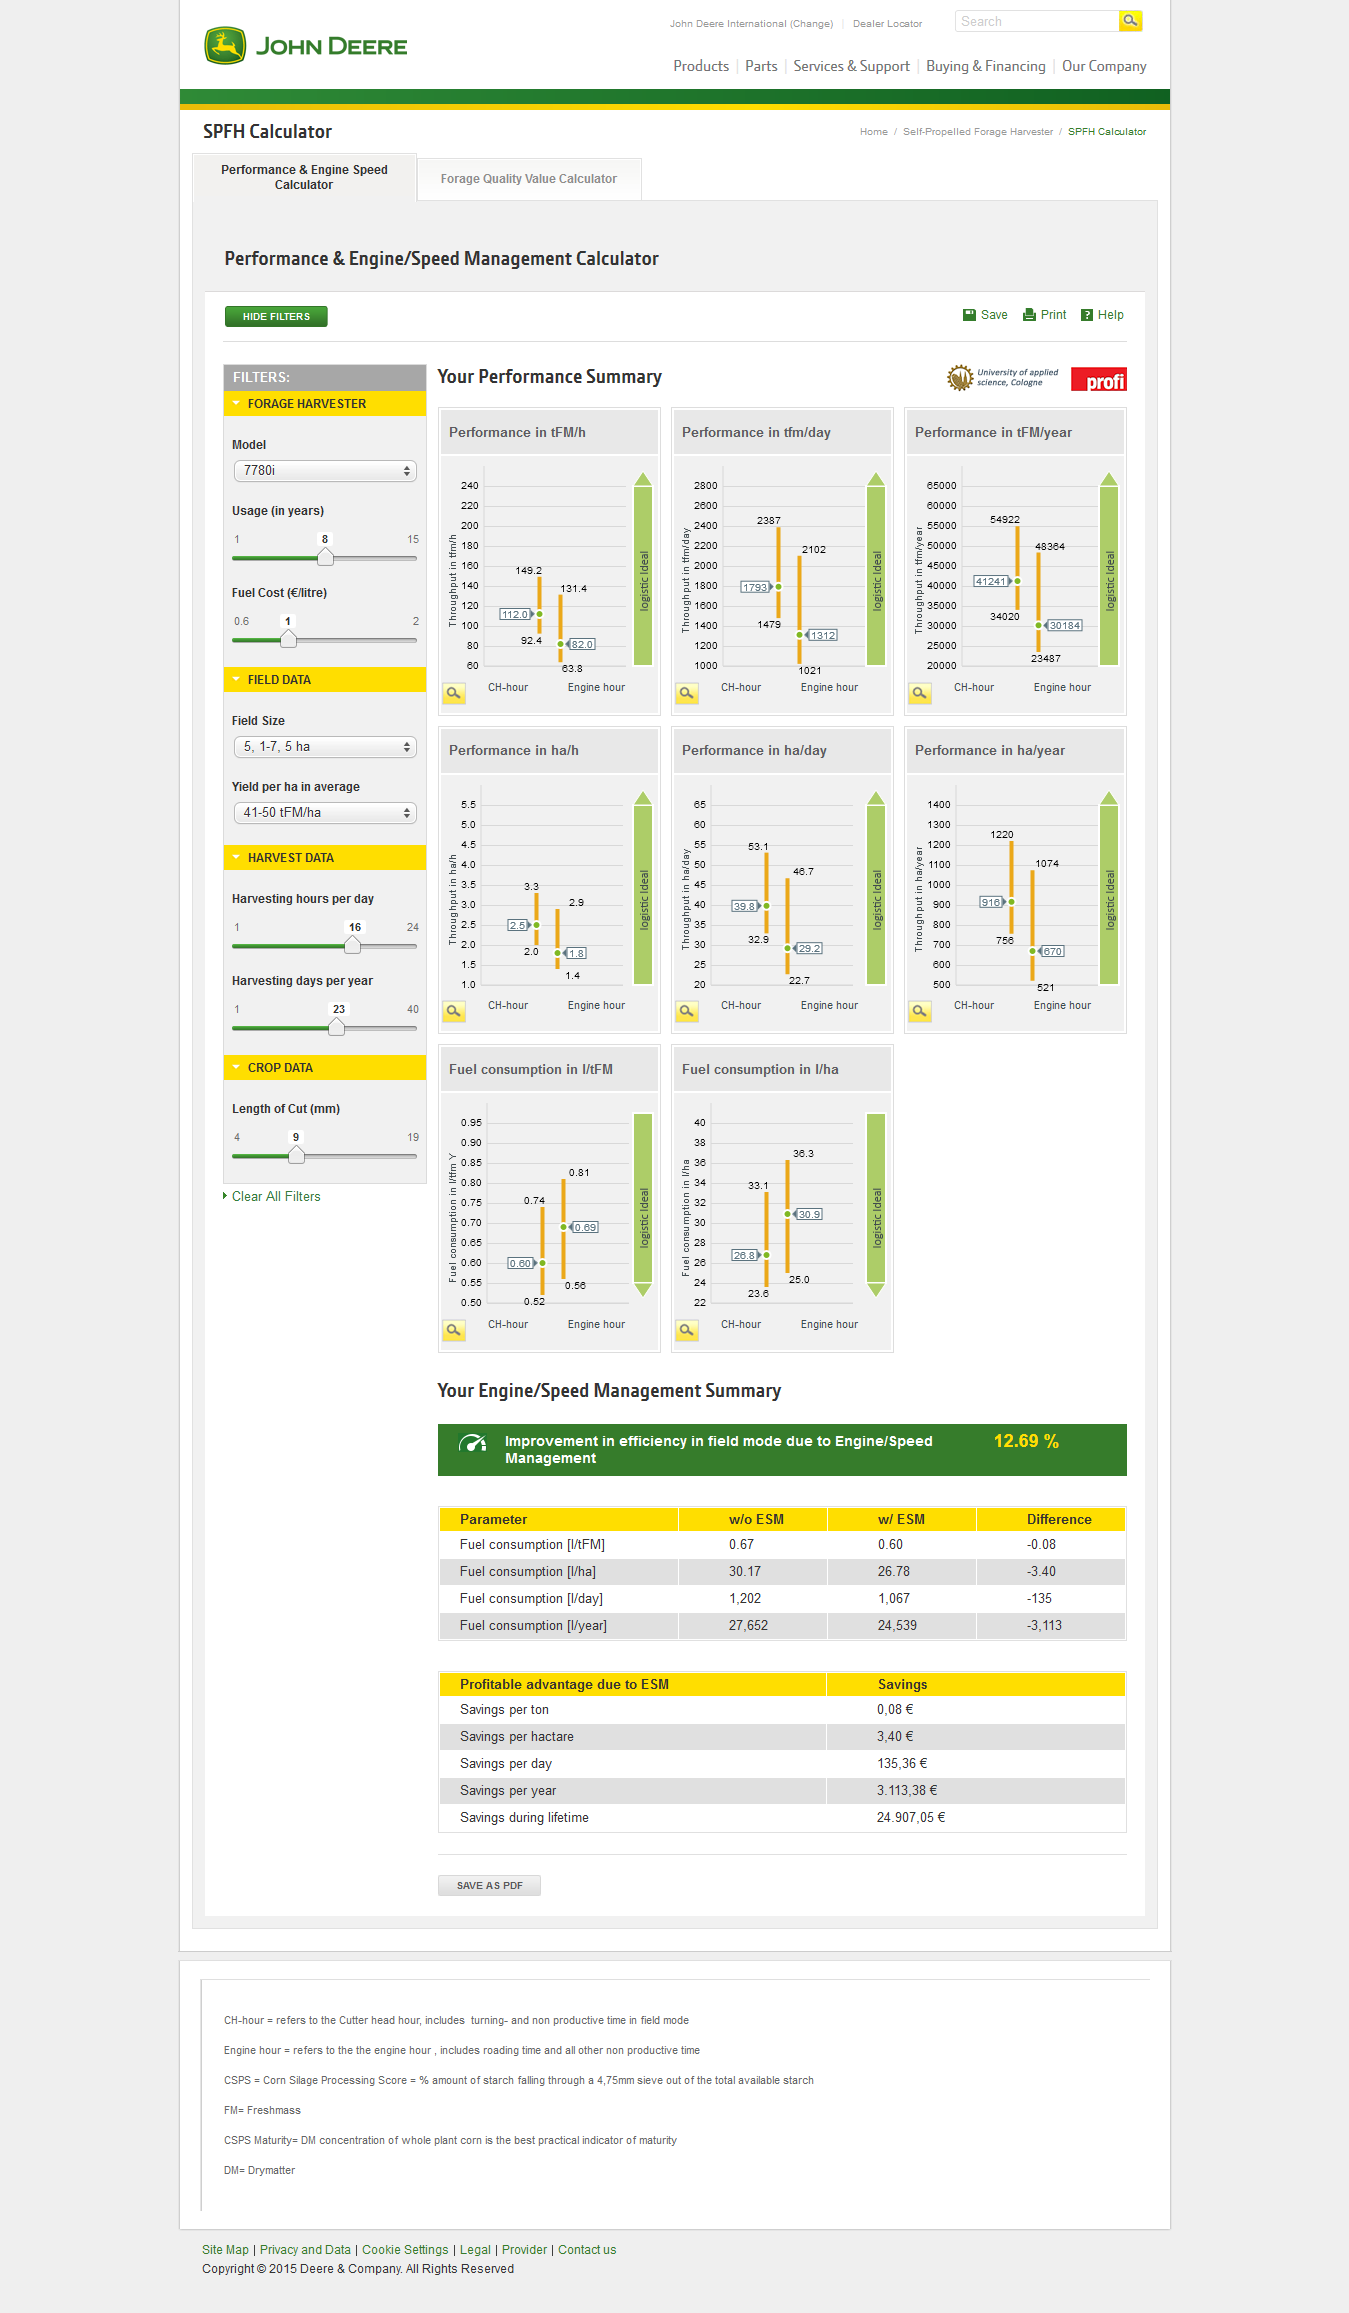 John Deere International (Change) | Dealer Locator
Search
JOHN DEERE
Products | Parts | Services & Support | Buying & Financing | Our Company
SPFH Calculator
Home / Self-Propelled Forage Harvester / SPFH Calculator
Performance & Engine Speed
Calculator
Forage Quality Value Calculator
Performance & Engine/Speed Management Calculator
HIDE FILTERS
Save
Print
Help
FILTERS:
FORAGE HARVESTER
Model
7780i
Usage (in years)
1 8 15
Fuel Cost (€/litre)
0.6 1 2
FIELD DATA
Field Size
5, 1-7, 5 ha
Yield per ha in average
41-50 tFM/ha
HARVEST DATA
Harvesting hours per day
1 16 24
Harvesting days per year
1 23 40
CROP DATA
Length of Cut (mm)
4 9 19
Clear All Filters
Your Performance Summary
University of applied
science, Cologne
profi
Performance in tFM/h
Throughput in tfm/h
240
220
200
180
160
140
120
100
80
60
149.2
112.0
92.4
131.4
82.0
63.8
logistic Ideal
CH-hour Engine hour
Performance in tfm/day
Throughput in tfm/day
2800
2600
2400
2200
2000
1800
1600
1400
1200
1000
2387
1793
1479
2102
1312
1021
logistic Ideal
CH-hour Engine hour
Performance in tFM/year
Throughput in tfm/year
65000
60000
55000
50000
45000
40000
35000
30000
25000
20000
54922
41241
34020
48364
30184
23487
logistic Ideal
CH-hour Engine hour
Performance in ha/h
Throughput in ha/h
5.5
5.0
4.5
4.0
3.5
3.0
2.5
2.0
1.5
1.0
3.3
2.5
2.0
2.9
1.8
1.4
logistic Ideal
CH-hour Engine hour
Performance in ha/day
Throughput in ha/day
65
60
55
50
45
40
35
30
25
20
53.1
39.8
32.9
46.7
29.2
22.7
logistic Ideal
CH-hour Engine hour
Performance in ha/year
Throughput in ha/year
1400
1300
1200
1100
1000
900
800
700
600
500
1220
916
756
1074
670
521
logistic Ideal
CH-hour Engine hour
Fuel consumption in l/tFM
Fuel consumption in l/tfm Y
0.95
0.90
0.85
0.80
0.75
0.70
0.65
0.60
0.55
0.50
0.74
0.60
0.52
0.81
0.69
0.56
logistic Ideal
CH-hour Engine hour
Fuel consumption in l/ha
Fuel consumption in l/ha
40
38
36
34
32
30
28
26
24
22
33.1
26.8
23.6
36.3
30.9
25.0
logistic Ideal
CH-hour Engine hour
Your Engine/Speed Management Summary
Improvement in efficiency in field mode due to Engine/Speed
Management
12.69 %
Parameter w/o ESM w/ ESM Difference
Fuel consumption [l/tFM] 0.67 0.60 -0.08
Fuel consumption [l/ha] 30.17 26.78 -3.40
Fuel consumption [l/day] 1,202 1,067 -135
Fuel consumption [l/year] 27,652 24,539 -3,113
Profitable advantage due to ESM Savings
Savings per ton 0,08 €
Savings per hactare 3,40 €
Savings per day 135,36 €
Savings per year 3.113,38 €
Savings during lifetime 24.907,05 €
SAVE AS PDF
CH-hour = refers to the Cutter head hour, includes turning- and non productive time in field mode
Engine hour = refers to the the engine hour , includes roading time and all other non productive time
CSPS = Corn Silage Processing Score = % amount of starch falling through a 4,75mm sieve out of the total available starch
FM= Freshmass
CSPS Maturity= DM concentration of whole plant corn is the best practical indicator of maturity
DM= Drymatter
Site Map | Privacy and Data | Cookie Settings | Legal | Provider | Contact us
Copyright © 2015 Deere & Company. All Rights Reserved